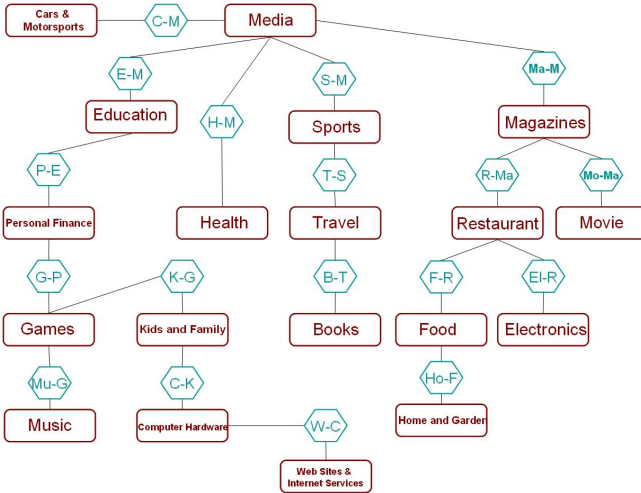 Cars &
Motorsports
C-M
Media
E-M
S-M
Ma-M
Education
H-M
Sports
Magazines
P-E
T-S
R-Ma
Mo-Ma
Personal Finance
Health
Travel
Restaurant
Movie
G-P
K-G
B-T
F-R
El-R
Games
Kids and Family
Books
Food
Electronics
Mu-G
C-K
Ho-F
Music
Computer Hardware
W-C
Home and Garden
Web Sites &
Internet Services